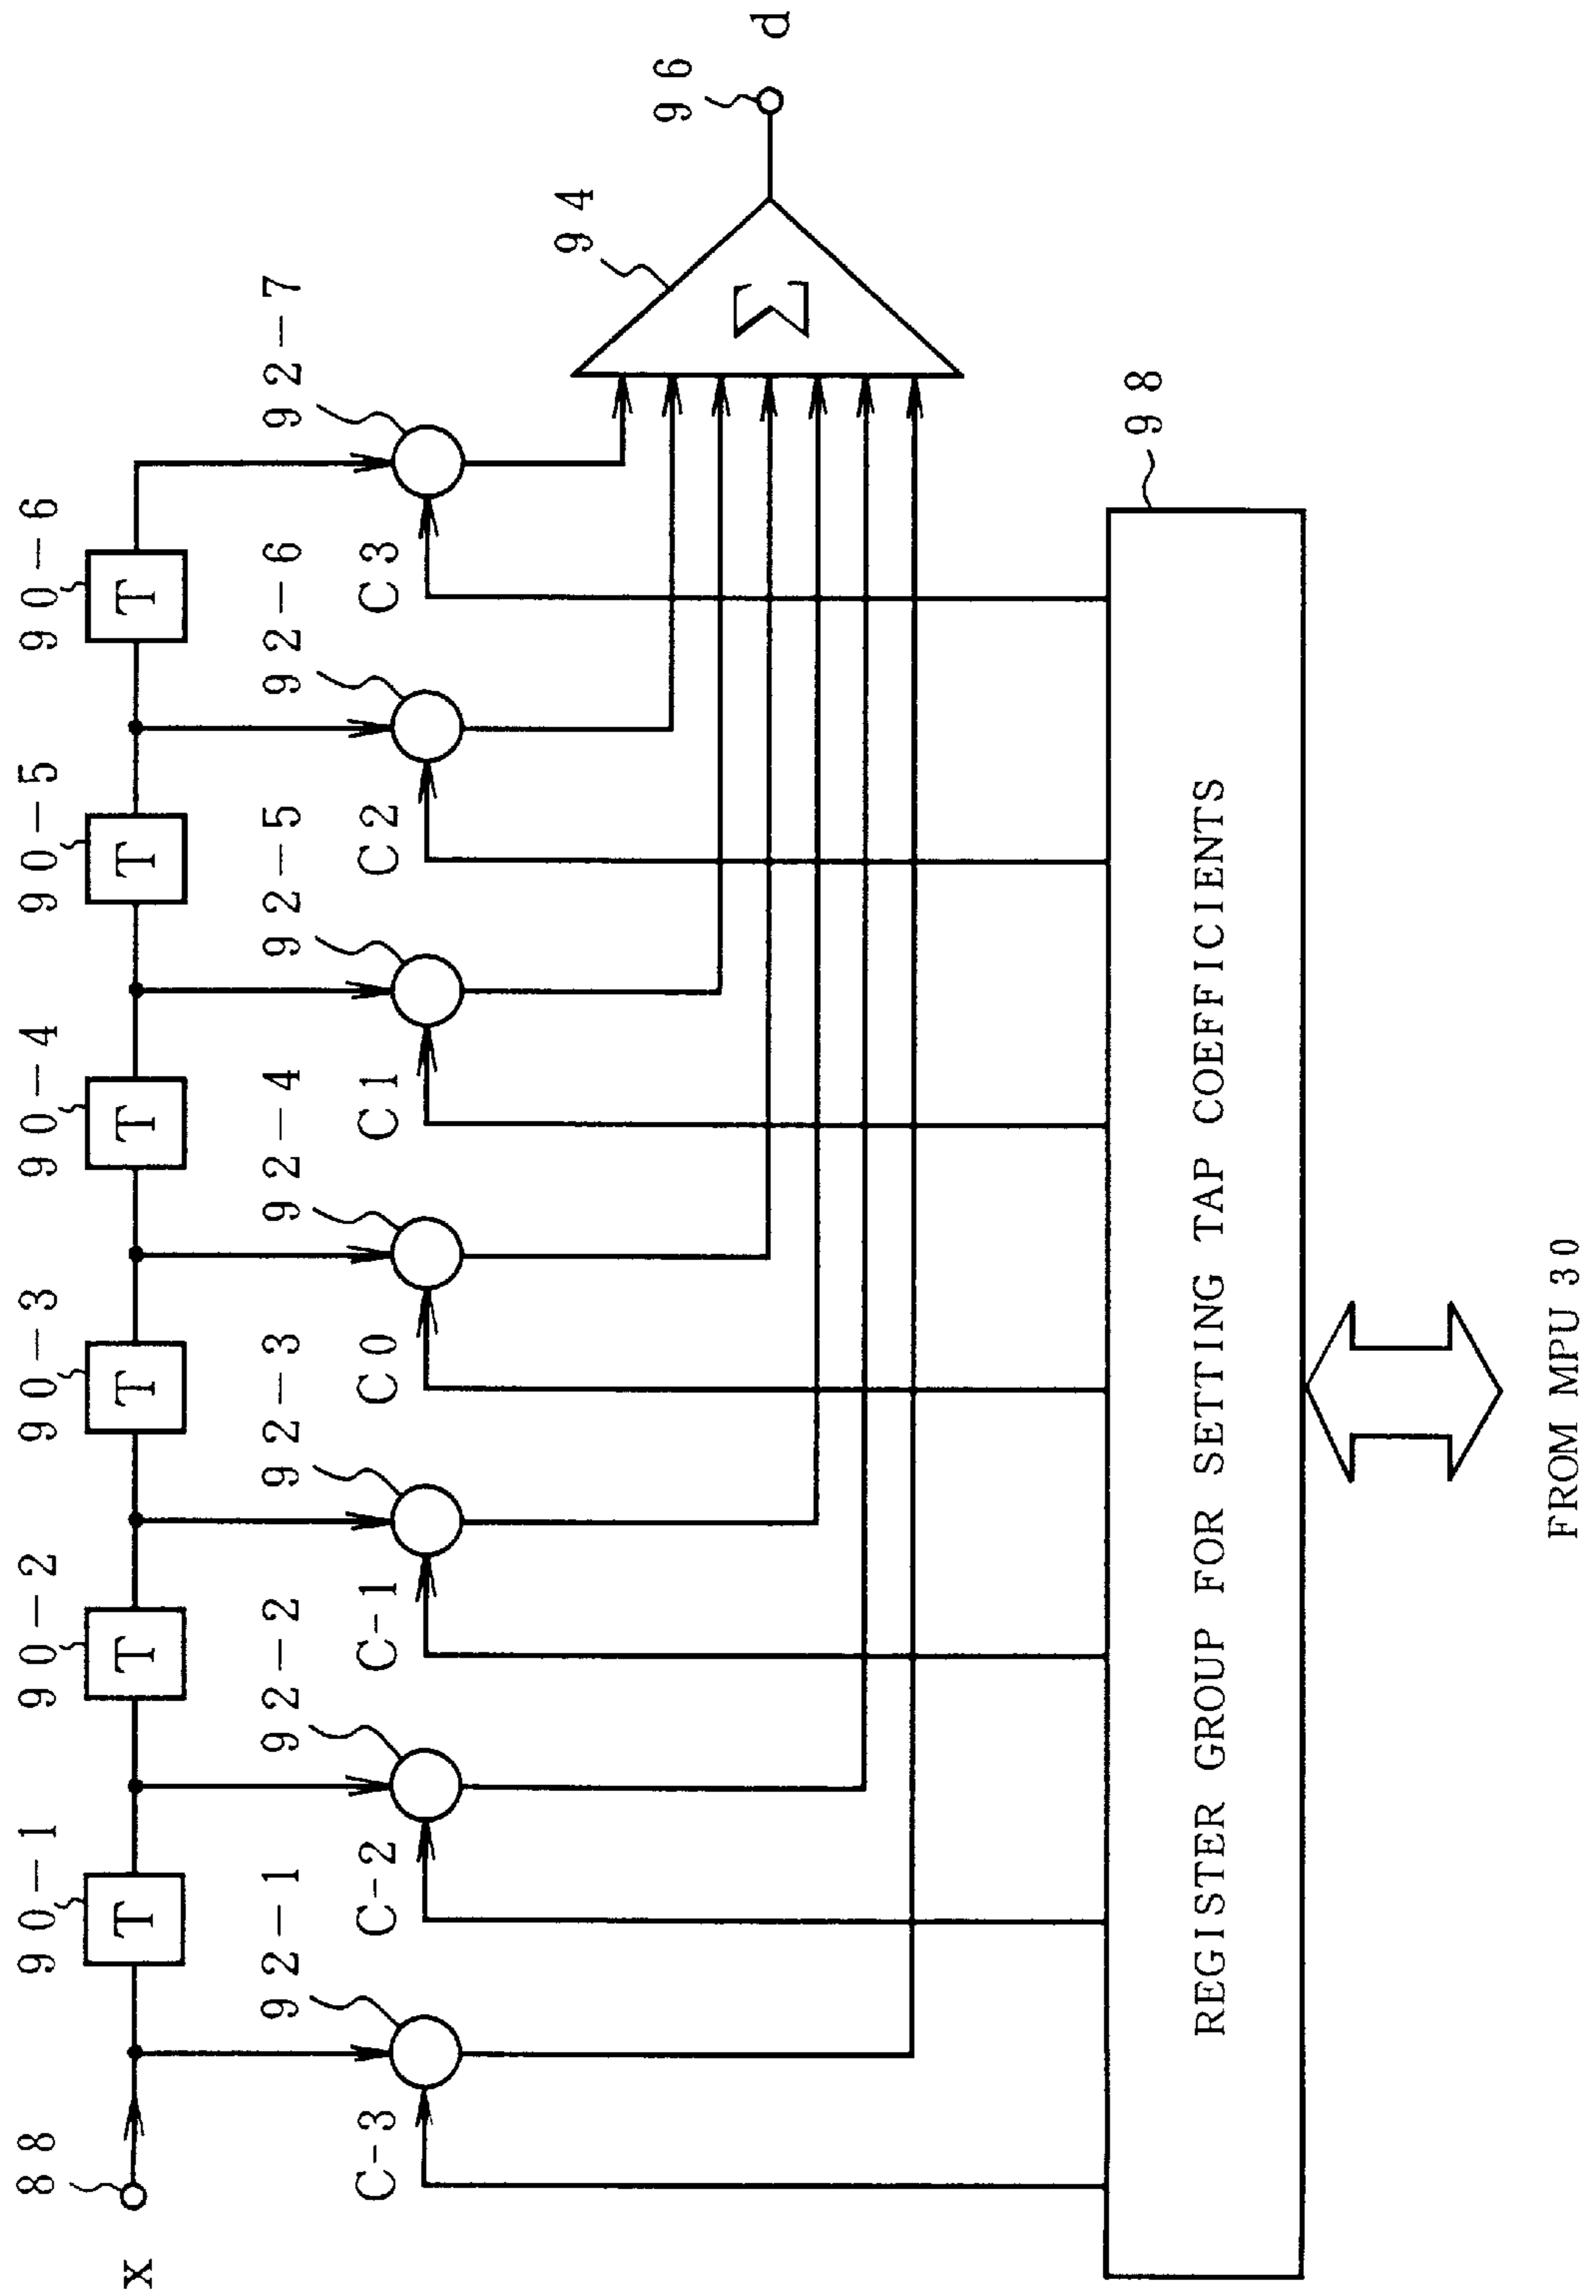 90-1 90-2 90-3 90-4 90-5 90-6
88
T T T T T T
x
92-1 92-2 92-3 92-4 92-5 92-6 92-7
C-3 C-2 C-1 C0 C1 C2 C3
94
Σ
96
d
98
REGISTER GROUP FOR SETTING TAP COEFFICIENTS
FROM MPU 30